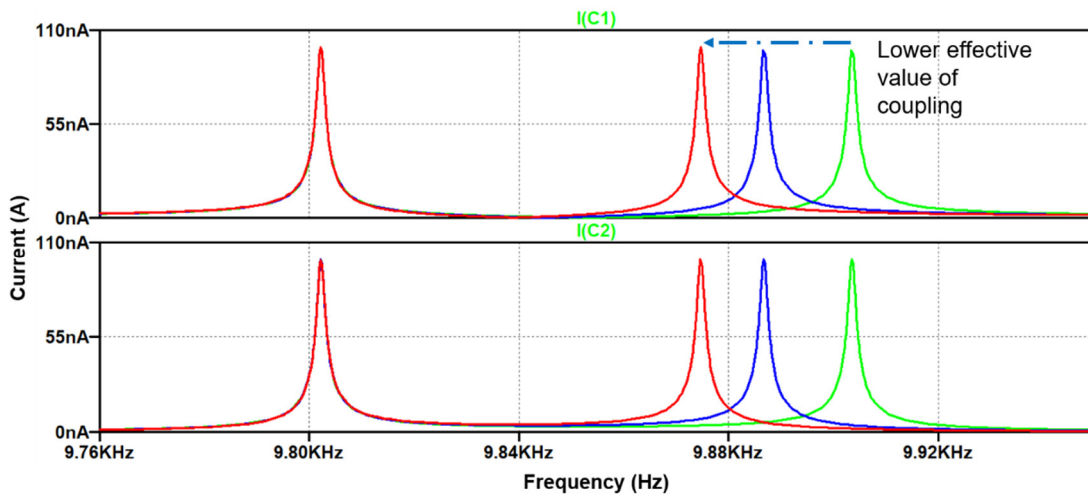 I(C1)
110nA
55nA
0nA
Lower effective
value of
coupling
I(C2)
110nA
55nA
0nA
Current (A)
9.76KHz
9.80KHz
9.84KHz
9.88KHz
9.92KHz
Frequency (Hz)